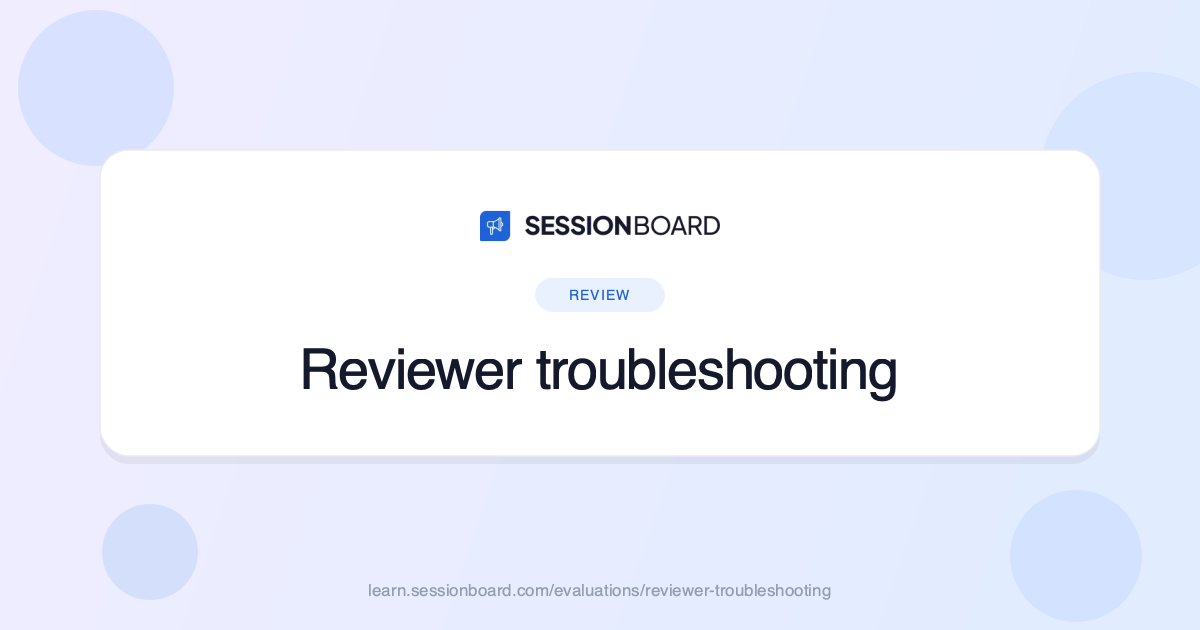 SESSIONBOARD
REVIEW
Reviewer troubleshooting
learn.sessionboard.com/evaluations/reviewer-troubleshooting